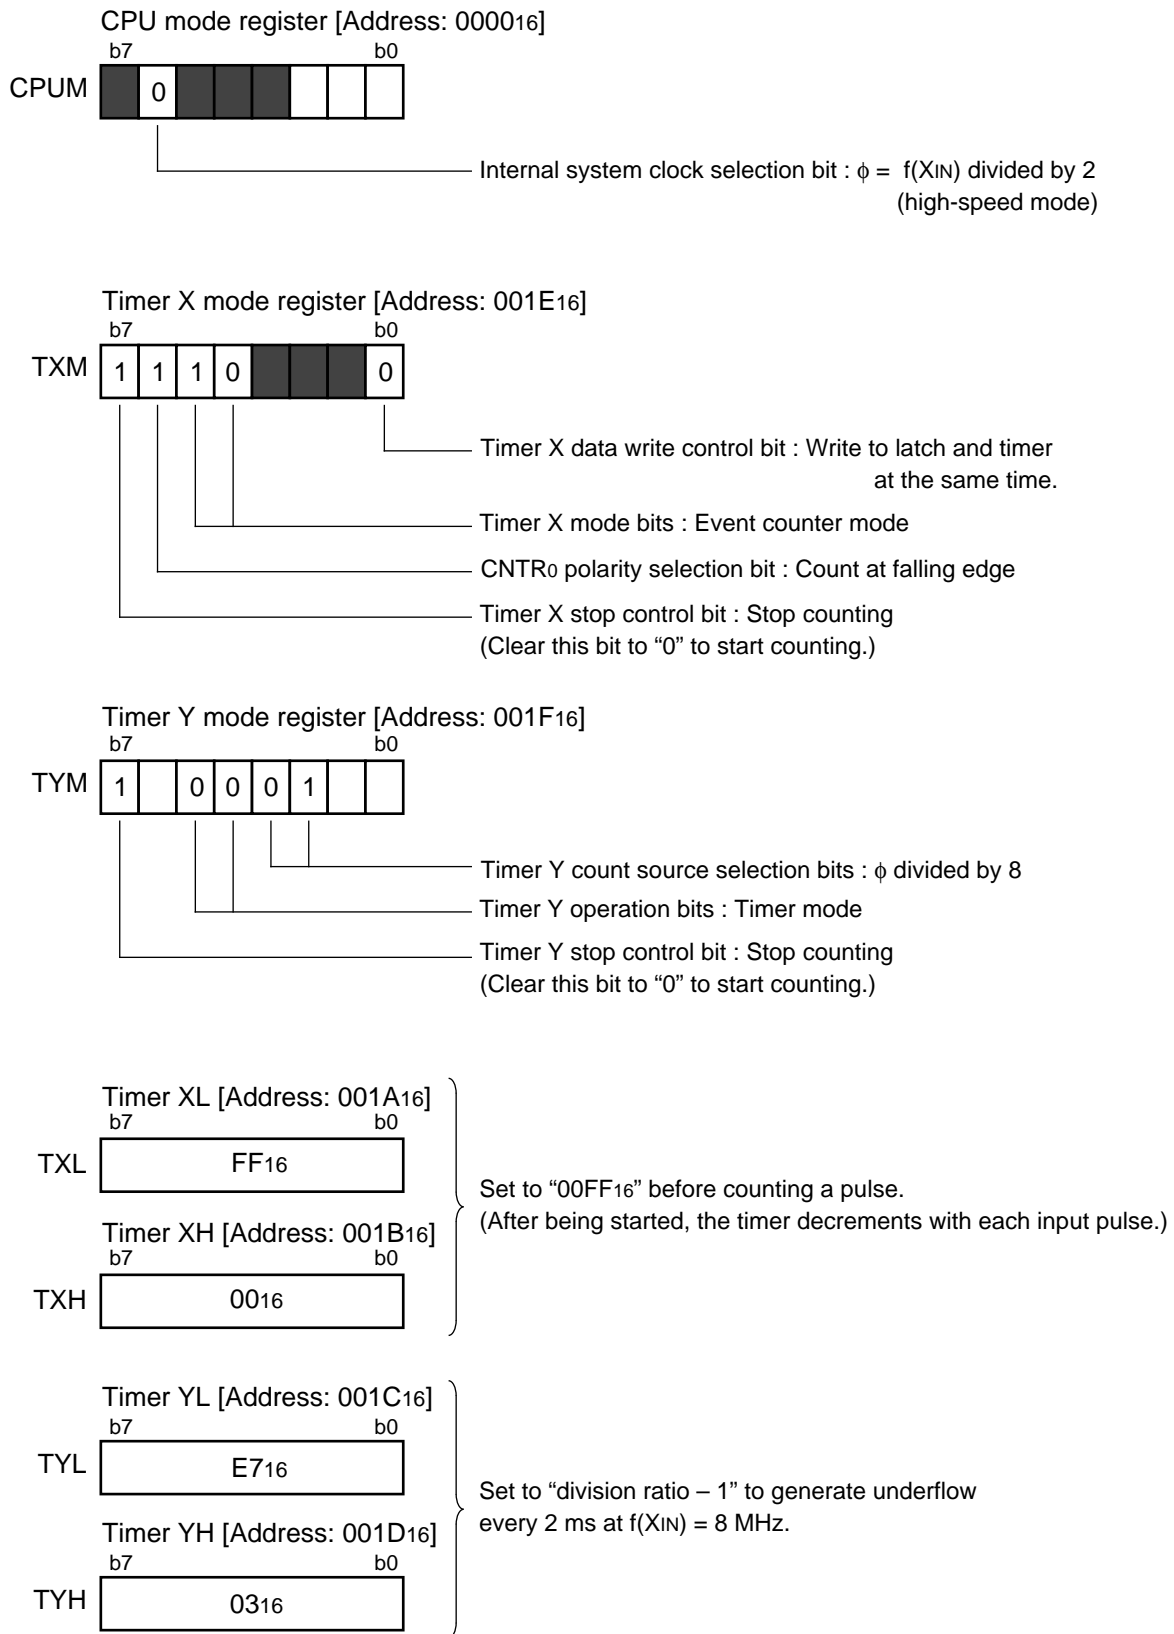 CPU mode register [Address: 000016]
b7 b0
CPUM 0
Internal system clock selection bit : ϕ = f(XIN) divided by 2
(high-speed mode)
Timer X mode register [Address: 001E16]
b7 b0
TXM 1 1 1 0 0
Timer X data write control bit : Write to latch and timer
at the same time.
Timer X mode bits : Event counter mode
CNTR0 polarity selection bit : Count at falling edge
Timer X stop control bit : Stop counting
(Clear this bit to “0” to start counting.)
Timer Y mode register [Address: 001F16]
b7 b0
TYM 1 0 0 0 1
Timer Y count source selection bits : ϕ divided by 8
Timer Y operation bits : Timer mode
Timer Y stop control bit : Stop counting
(Clear this bit to “0” to start counting.)
Timer XL [Address: 001A16]
b7 b0
TXL FF16
Set to “00FF16” before counting a pulse.
(After being started, the timer decrements with each input pulse.)
Timer XH [Address: 001B16]
b7 b0
TXH 0016
Timer YL [Address: 001C16]
b7 b0
TYL E716
Set to “division ratio – 1” to generate underflow
every 2 ms at f(XIN) = 8 MHz.
Timer YH [Address: 001D16]
b7 b0
TYH 0316